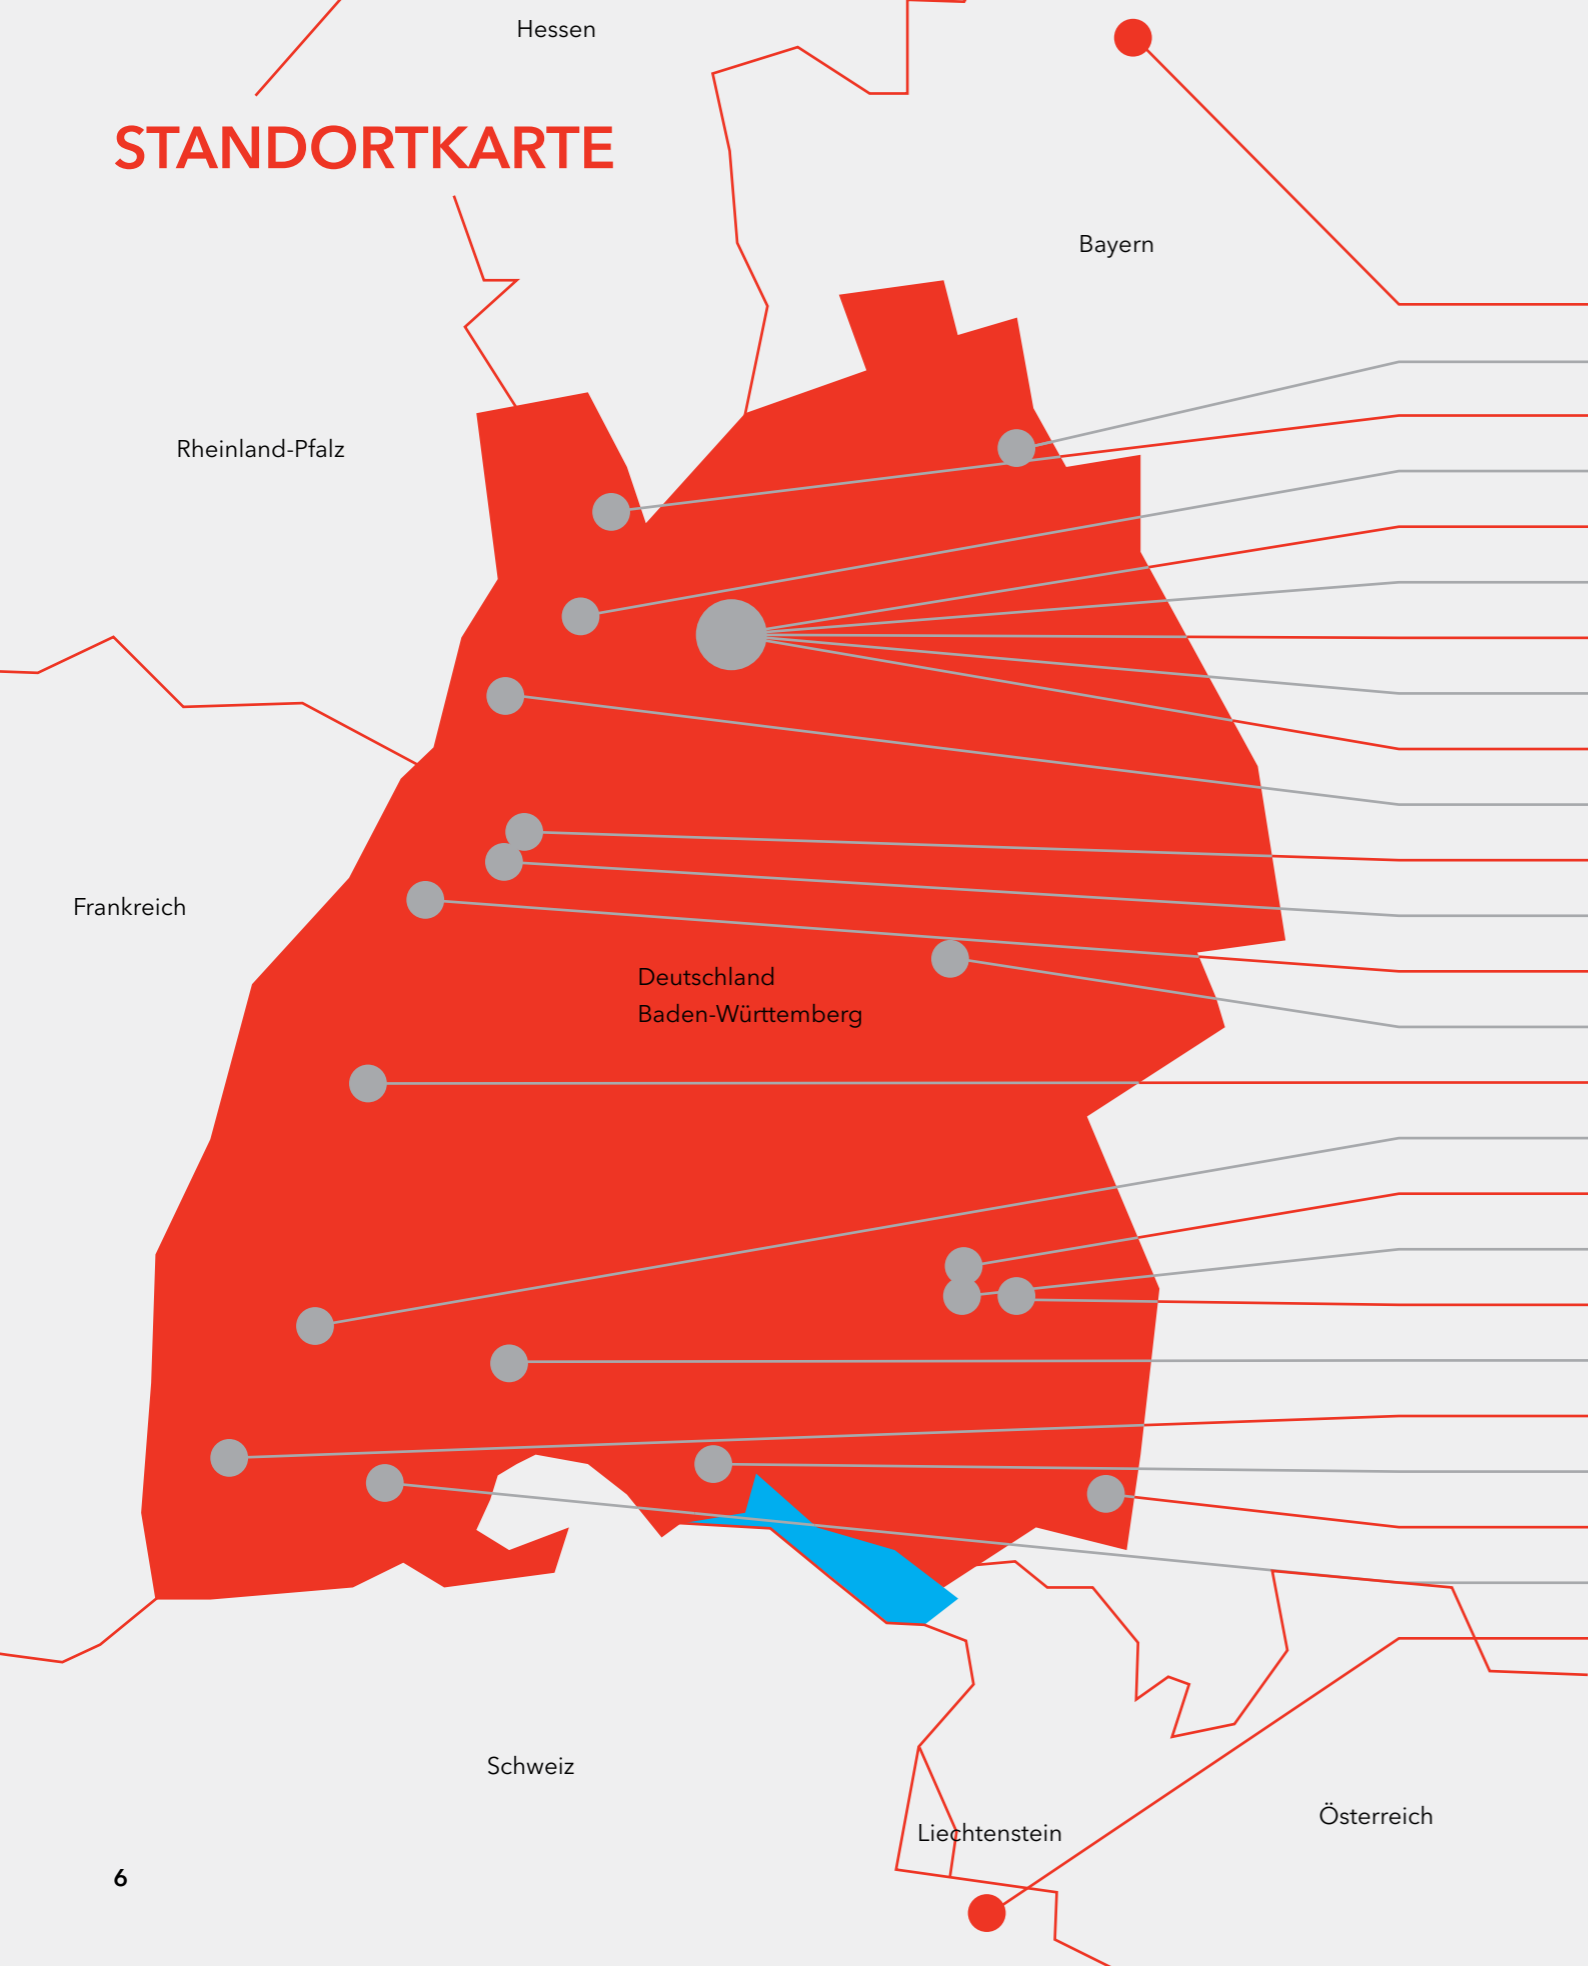 Hessen
STANDORTKARTE
Bayern
Rheinland-Pfalz
Frankreich
Deutschland
Baden-Württemberg
Schweiz
Österreich
Liechtenstein
6